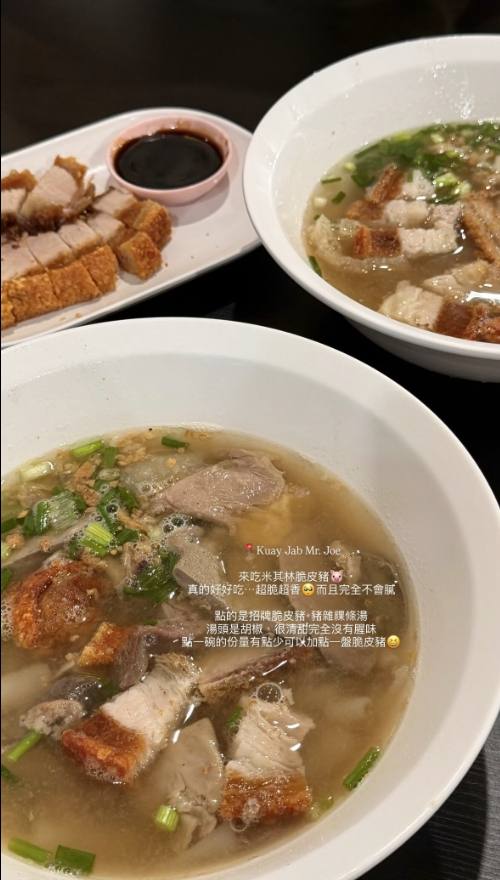 📍Kuay Jab Mr. Joe
來吃米其林脆皮豬🐷
真的好好吃…超脆超香🥹而且完全不會膩
點的是招牌脆皮豬+豬雜粿條湯
湯頭是胡椒，很清甜完全沒有腥味
點一碗的份量有點少可以加點一盤脆皮豬😄